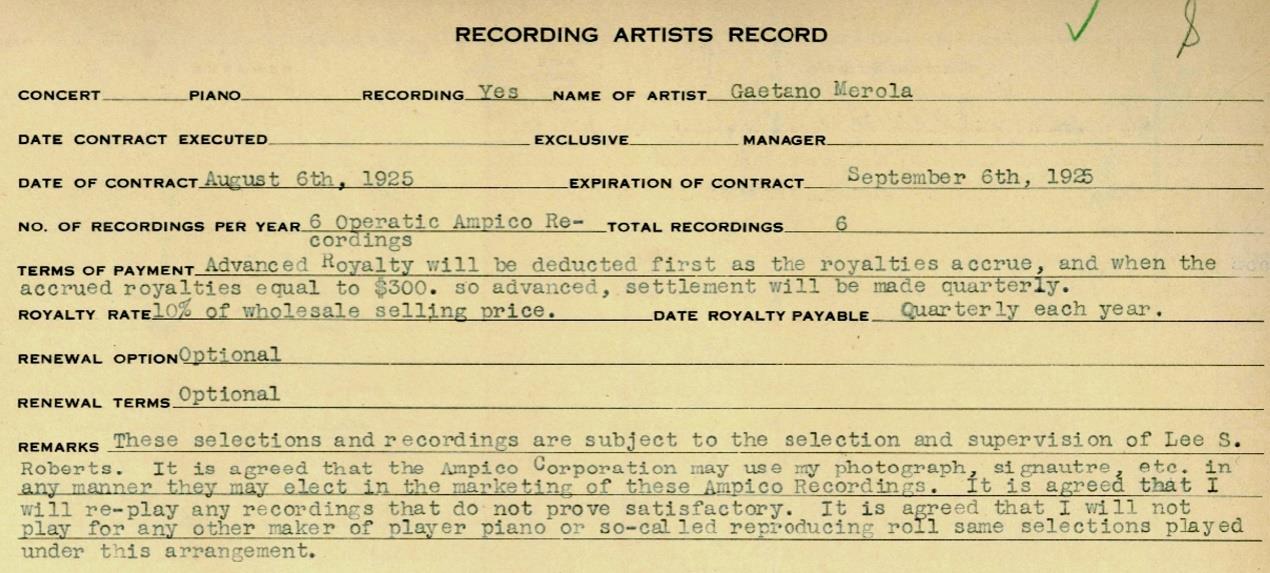 RECORDING ARTISTS RECORD
CONCERT PIANO RECORDING Yes NAME OF ARTIST Gaetano Merola
DATE CONTRACT EXECUTED EXCLUSIVE MANAGER
DATE OF CONTRACT August 6th, 1925 EXPIRATION OF CONTRACT September 6th, 1925
NO. OF RECORDINGS PER YEAR 6 Operatic Ampico Re- TOTAL RECORDINGS 6
cordings
TERMS OF PAYMENT Advanced Royalty will be deducted first as the royalties accrue, and when the
accrued royalties equal to $300. so advanced, settlement will be made quarterly.
ROYALTY RATE 10% of wholesale selling price. DATE ROYALTY PAYABLE Quarterly each year.
RENEWAL OPTION Optional
RENEWAL TERMS Optional
REMARKS These selections and recordings are subject to the selection and supervision of Lee S.
Roberts. It is agreed that the Ampico Corporation may use my photograph, signautre, etc. in
any manner they may elect in the marketing of these Ampico Recordings. It is agreed that I
will re-play any recordings that do not prove satisfactory. It is agreed that I will not
play for any other maker of player piano or so-called reproducing roll same selections played
under this arrangement.